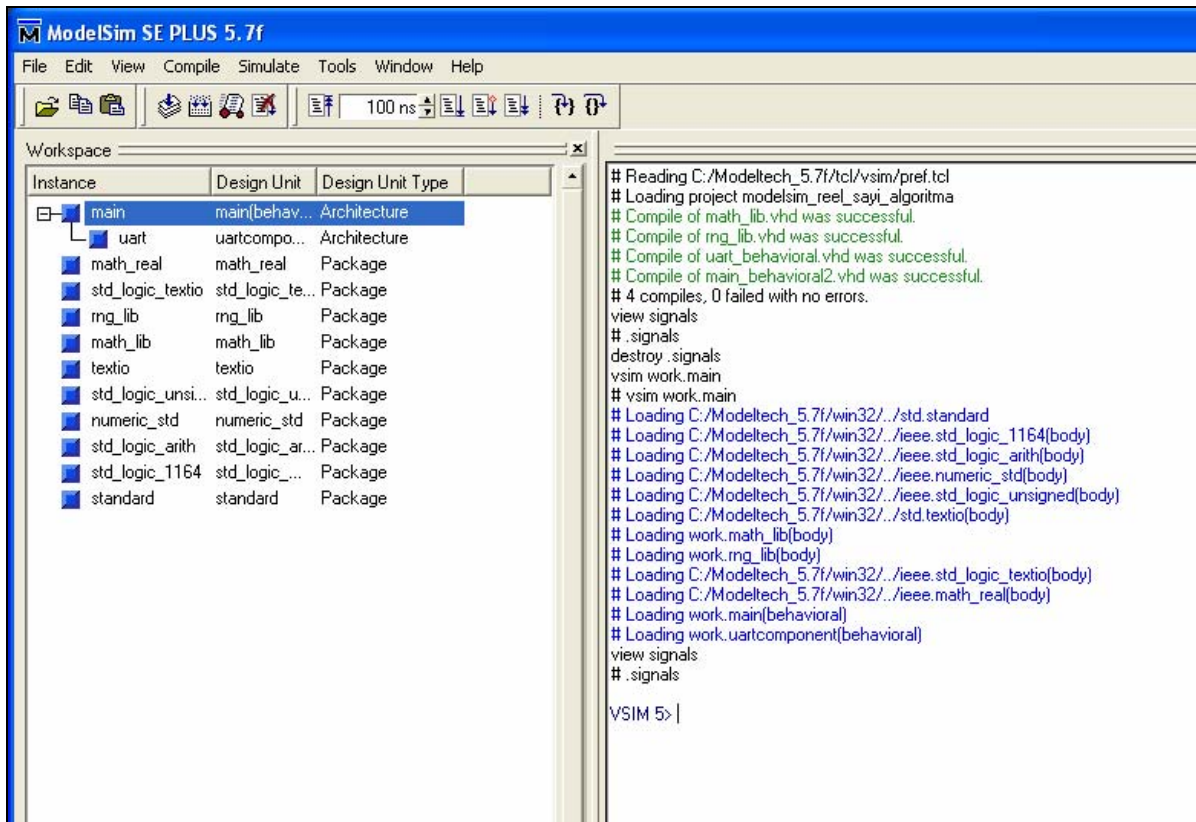 ModelSim SE PLUS 5.7f
File Edit View Compile Simulate Tools Window Help
100 ns
Workspace
Instance Design Unit Design Unit Type
main main(behav... Architecture
uart uartcompo... Architecture
math_real math_real Package
std_logic_textio std_logic_te... Package
rng_lib rng_lib Package
math_lib math_lib Package
textio textio Package
std_logic_unsi... std_logic_u... Package
numeric_std numeric_std Package
std_logic_arith std_logic_ar... Package
std_logic_1164 std_logic_... Package
standard standard Package
# Reading C:/Modeltech_5.7f/tcl/vsim/pref.tcl
# Loading project modelsim_reel_sayi_algoritma
# Compile of math_lib.vhd was successful.
# Compile of rng_lib.vhd was successful.
# Compile of uart_behavioral.vhd was successful.
# Compile of main_behavioral2.vhd was successful.
# 4 compiles, 0 failed with no errors.
view signals
# .signals
destroy .signals
vsim work.main
# vsim work.main
# Loading C:/Modeltech_5.7f/win32/../std.standard
# Loading C:/Modeltech_5.7f/win32/../ieee.std_logic_1164(body)
# Loading C:/Modeltech_5.7f/win32/../ieee.std_logic_arith(body)
# Loading C:/Modeltech_5.7f/win32/../ieee.numeric_std(body)
# Loading C:/Modeltech_5.7f/win32/../ieee.std_logic_unsigned(body)
# Loading C:/Modeltech_5.7f/win32/../std.textio(body)
# Loading work.math_lib(body)
# Loading work.rng_lib(body)
# Loading C:/Modeltech_5.7f/win32/../ieee.std_logic_textio(body)
# Loading C:/Modeltech_5.7f/win32/../ieee.math_real(body)
# Loading work.main(behavioral)
# Loading work.uartcomponent(behavioral)
view signals
# .signals
VSIM 5>